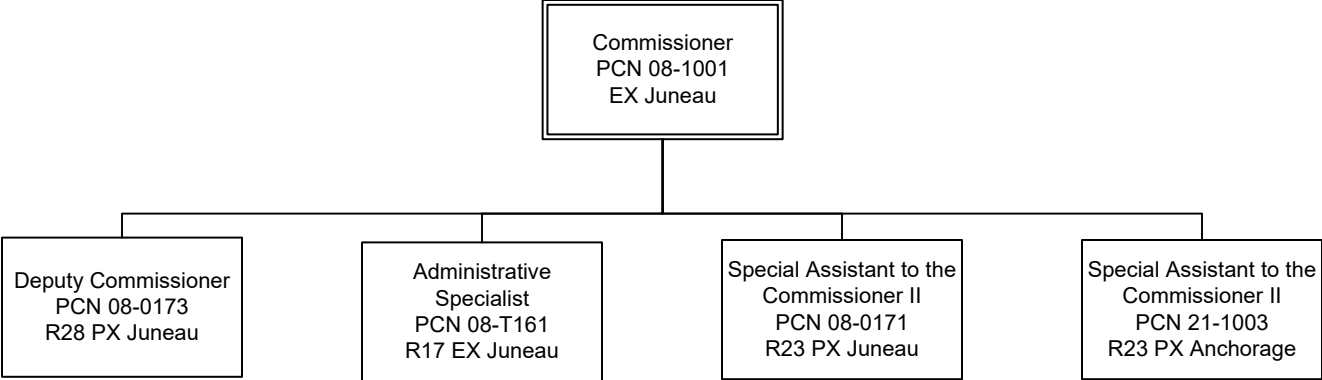 Commissioner
PCN 08-1001
EX Juneau
Deputy Commissioner
PCN 08-0173
R28 PX Juneau
Administrative
Specialist
PCN 08-T161
R17 EX Juneau
Special Assistant to the
Commissioner II
PCN 08-0171
R23 PX Juneau
Special Assistant to the
Commissioner II
PCN 21-1003
R23 PX Anchorage